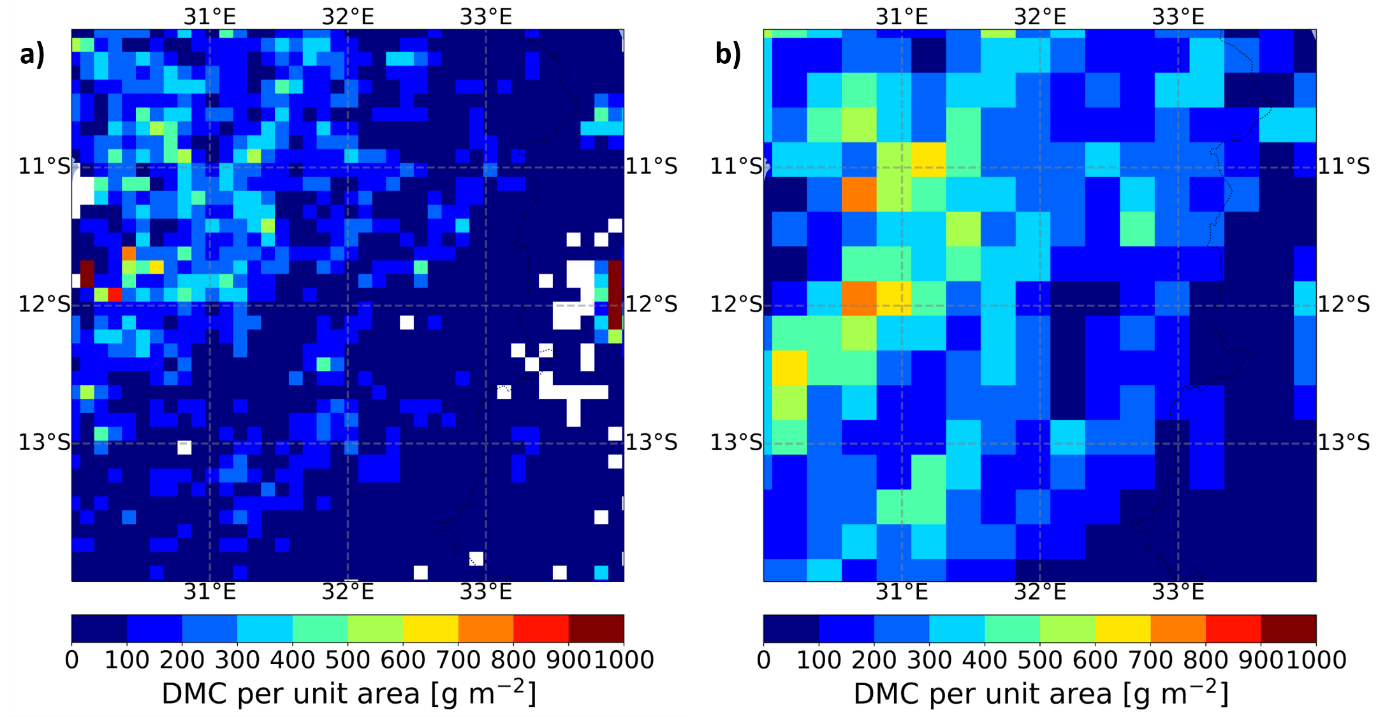 31°E 32°E 33°E 31°E 32°E 33°E
a) b)
11°S 11°S 11°S 11°S
12°S 12°S 12°S 12°S
13°S 13°S 13°S 13°S
31°E 32°E 33°E 31°E 32°E 33°E
0 100 200 300 400 500 600 700 800 900 1000 0 100 200 300 400 500 600 700 800 900 1000
DMC per unit area [g m⁻²] DMC per unit area [g m⁻²]